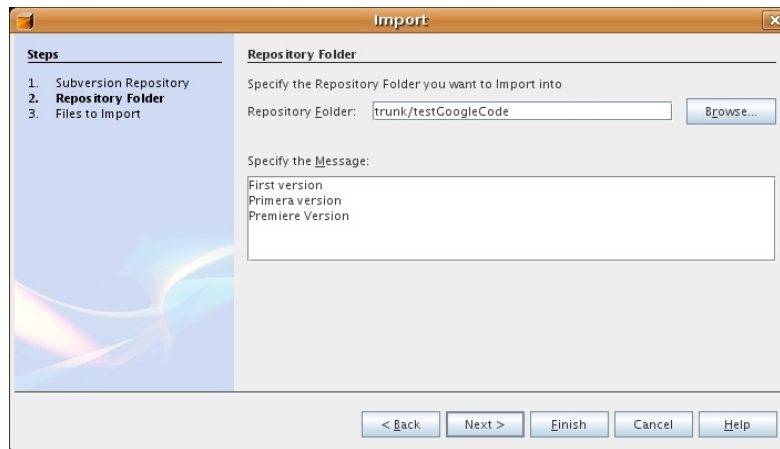 Import
Steps
1. Subversion Repository
2. Repository Folder
3. Files to Import
Repository Folder
Specify the Repository Folder you want to Import into
Repository Folder: trunk/testGoogleCode Browse...
Specify the Message:
First version
Primera version
Premiere Version
< Back Next > Finish Cancel Help